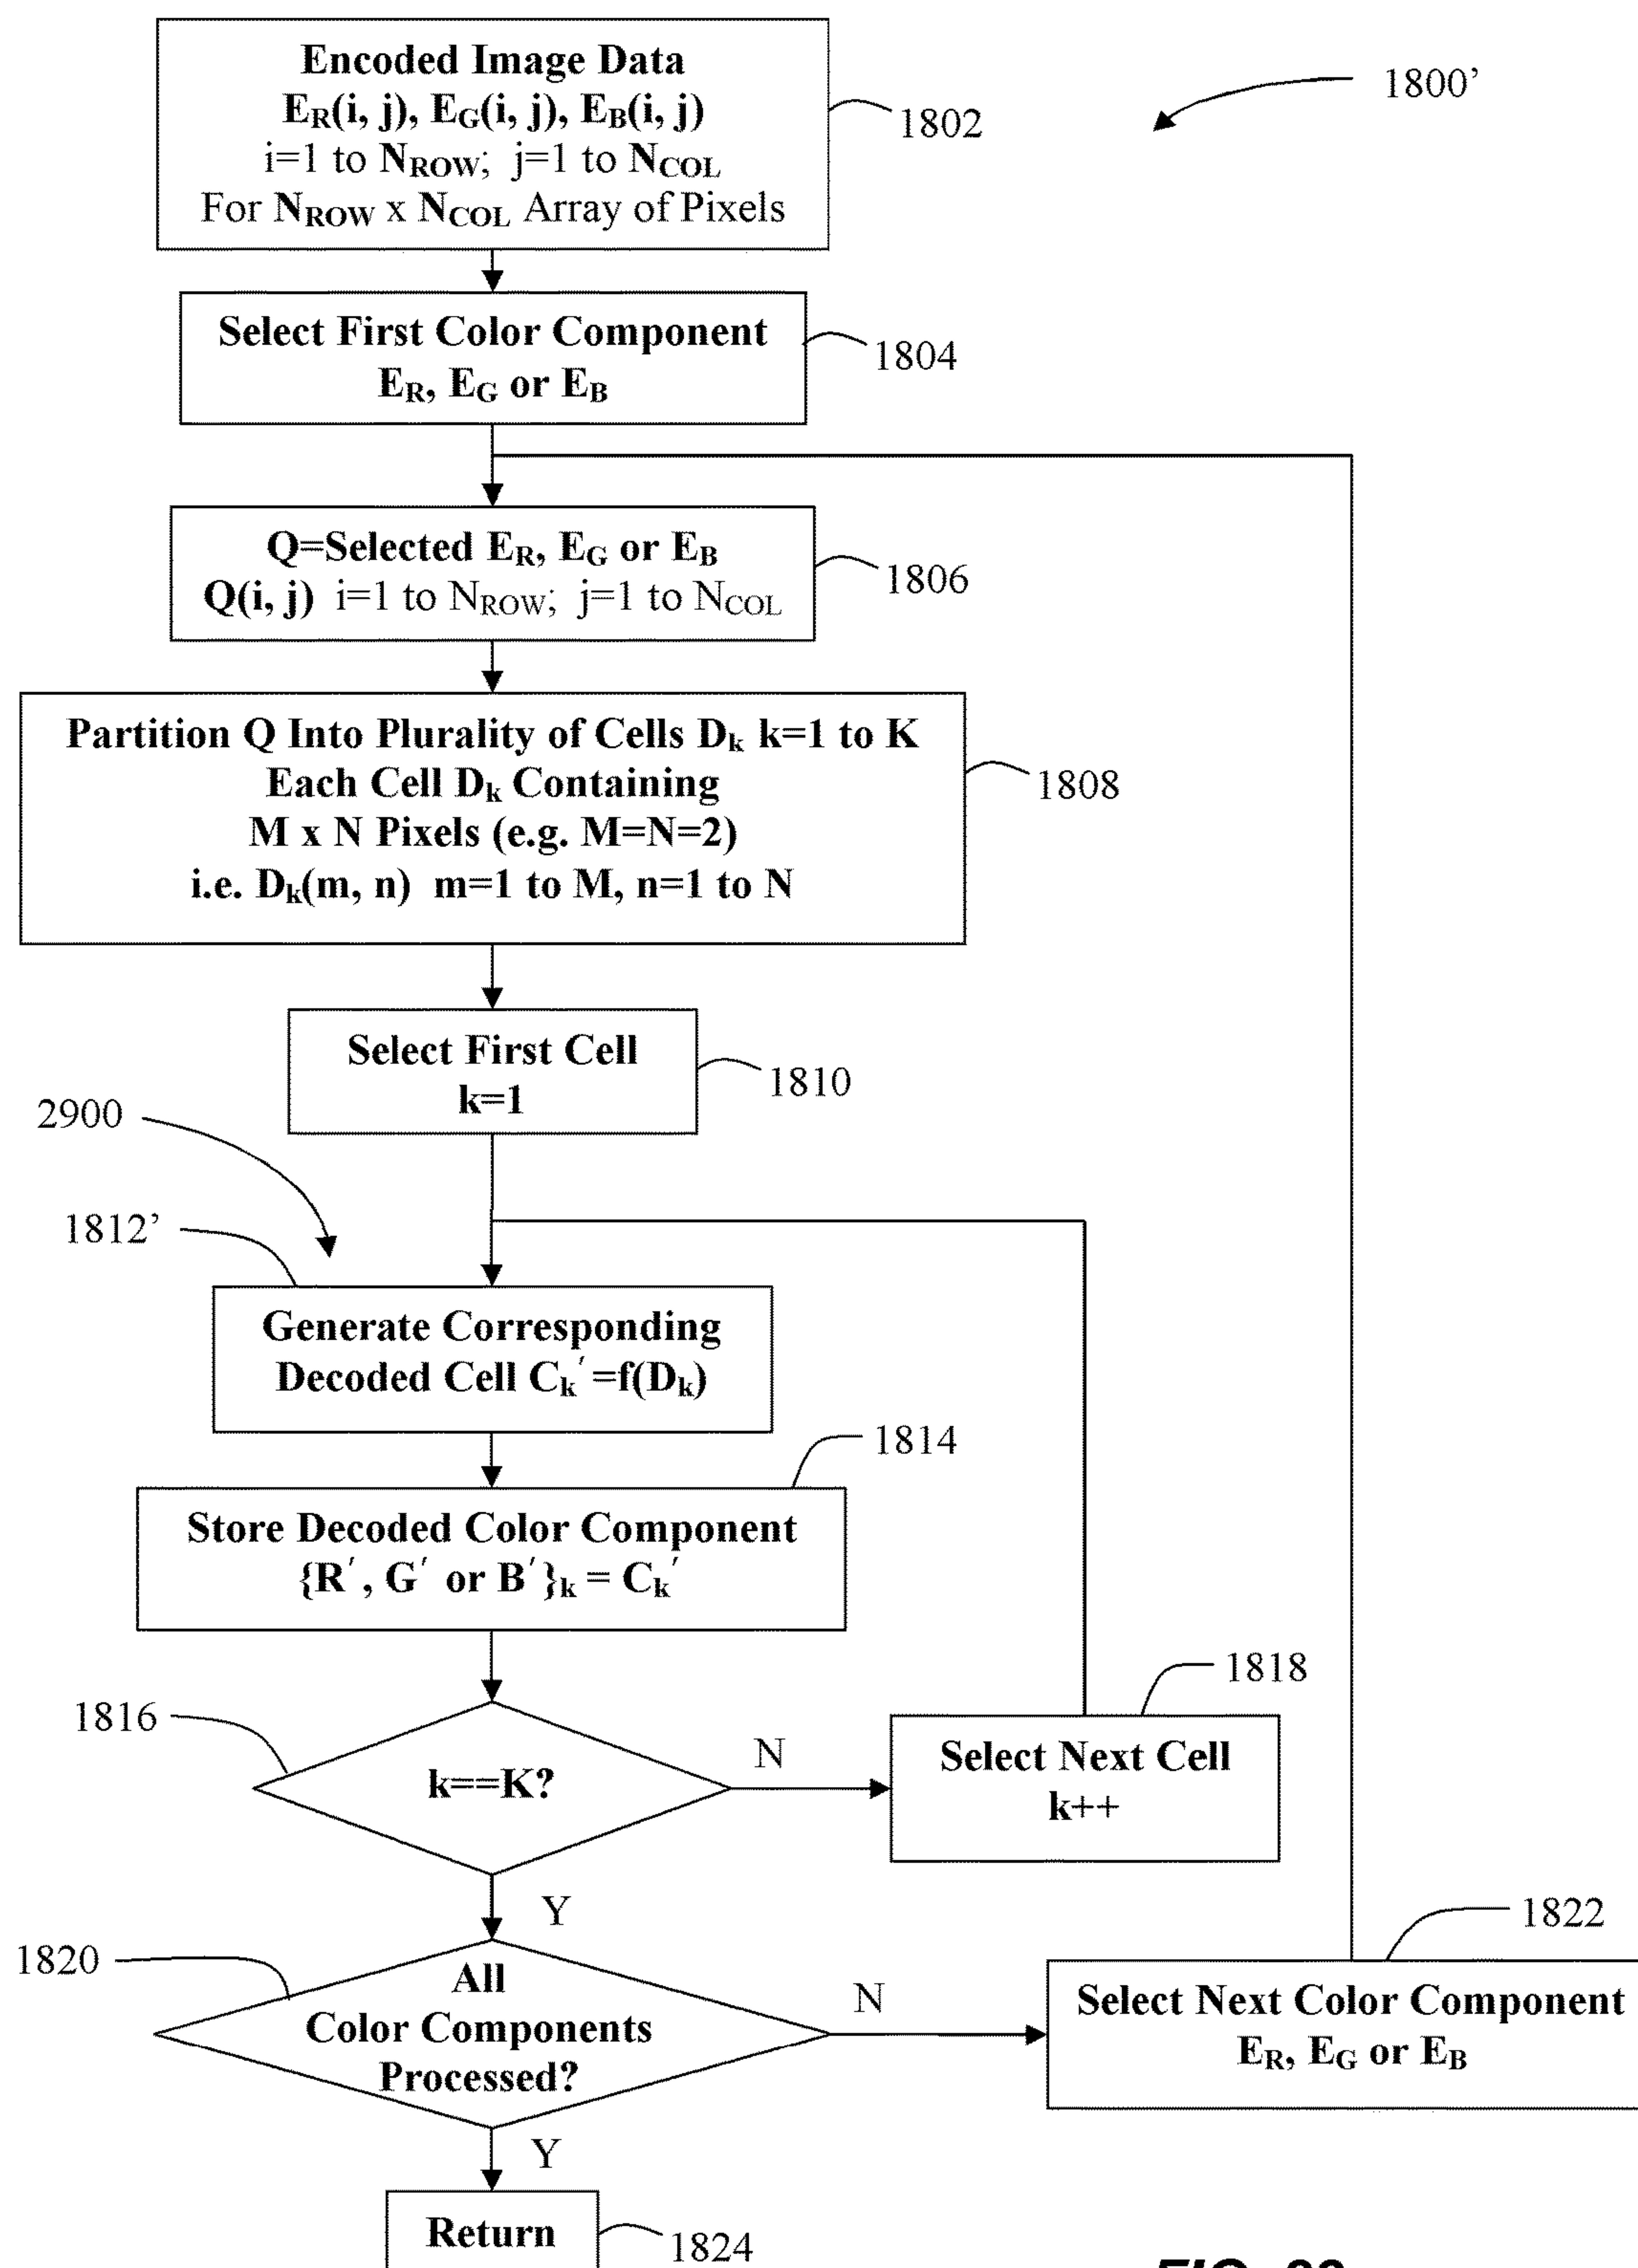 Encoded Image Data
E_R(i, j), E_G(i, j), E_B(i, j)
i=1 to N_ROW; j=1 to N_COL
For N_ROW x N_COL Array of Pixels
1802
1800’
Select First Color Component
E_R, E_G or E_B
1804
Q=Selected E_R, E_G or E_B
Q(i, j) i=1 to N_ROW; j=1 to N_COL
1806
Partition Q Into Plurality of Cells D_k k=1 to K
Each Cell D_k Containing
M x N Pixels (e.g. M=N=2)
i.e. D_k(m, n) m=1 to M, n=1 to N
1808
Select First Cell
k=1
1810
2900
1812’
Generate Corresponding
Decoded Cell C_k′=f(D_k)
1814
Store Decoded Color Component
{R′, G′ or B′}_k = C_k′
1816
k==K?
N
1818
Select Next Cell
k++
Y
1820
All
Color Components
Processed?
N
1822
Select Next Color Component
E_R, E_G or E_B
Y
Return
1824
FIG.